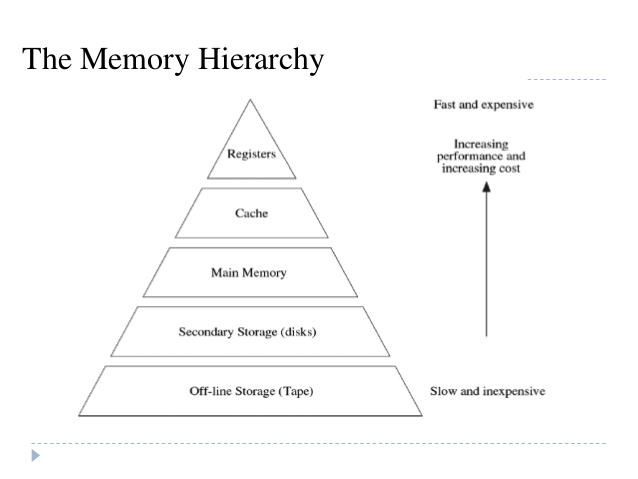 The Memory Hierarchy
Fast and expensive
Increasing
performance and
increasing cost
Registers
Cache
Main Memory
Secondary Storage (disks)
Off-line Storage (Tape)
Slow and inexpensive